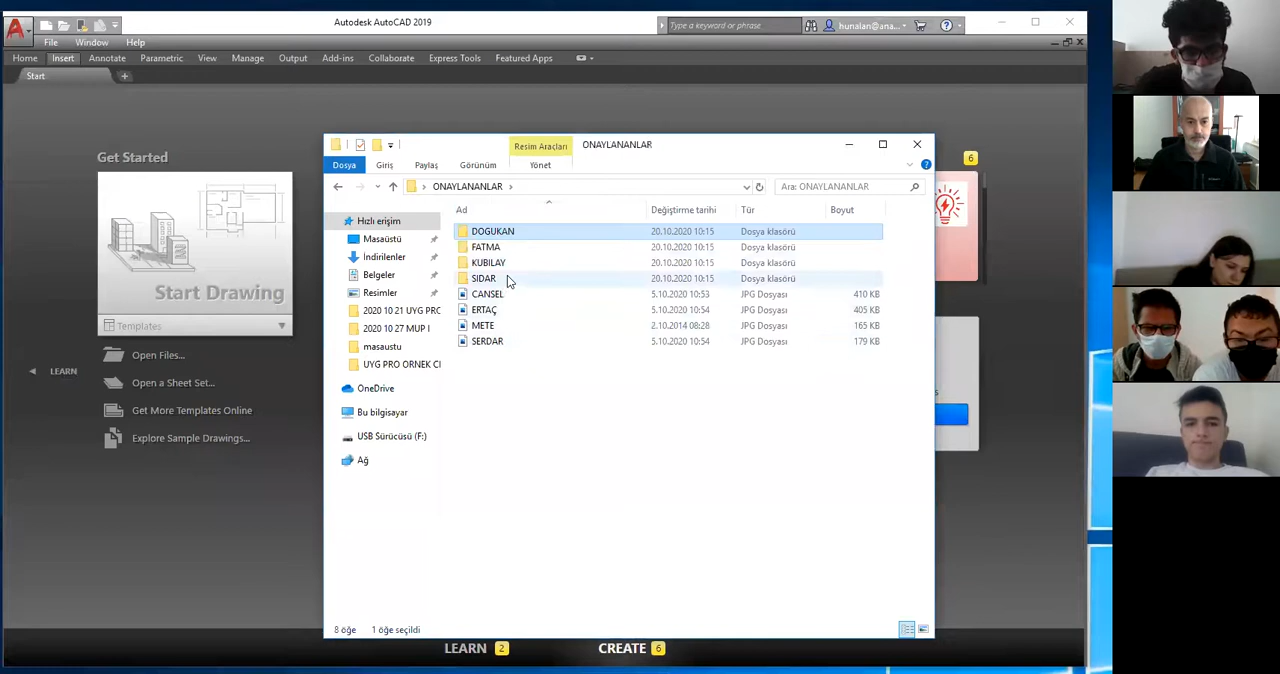 Autodesk AutoCAD 2019
Type a keyword or phrase
hunalan@ana...
File Window Help
Home Insert Annotate Parametric View Manage Output Add-ins Collaborate Express Tools Featured Apps
Start
Get Started
Start Drawing
Templates
Open Files...
Open a Sheet Set...
Get More Templates Online
Explore Sample Drawings...
LEARN
Resim Araçları
ONAYLANANLAR
Dosya Giriş Paylaş Görünüm Yönet
ONAYLANANLAR
Ara: ONAYLANANLAR
6
Hızlı erişim
Masaüstü
İndirilenler
Belgeler
Resimler
2020 10 21 UYG PRC
2020 10 27 MUP I
masaustu
UYG PRO ORNEK CI
OneDrive
Bu bilgisayar
USB Sürücüsü (F:)
Ağ
Ad Değiştirme tarihi Tür Boyut
DOGUKAN 20.10.2020 10:15 Dosya klasörü
FATMA 20.10.2020 10:15 Dosya klasörü
KUBILAY 20.10.2020 10:15 Dosya klasörü
SIDAR 20.10.2020 10:15 Dosya klasörü
CANSEL 5.10.2020 10:53 JPG Dosyası 410 KB
ERTAÇ 5.10.2020 10:54 JPG Dosyası 405 KB
METE 2.10.2014 08:28 JPG Dosyası 165 KB
SERDAR 5.10.2020 10:54 JPG Dosyası 179 KB
8 öğe 1 öğe seçildi
LEARN 2 CREATE 6